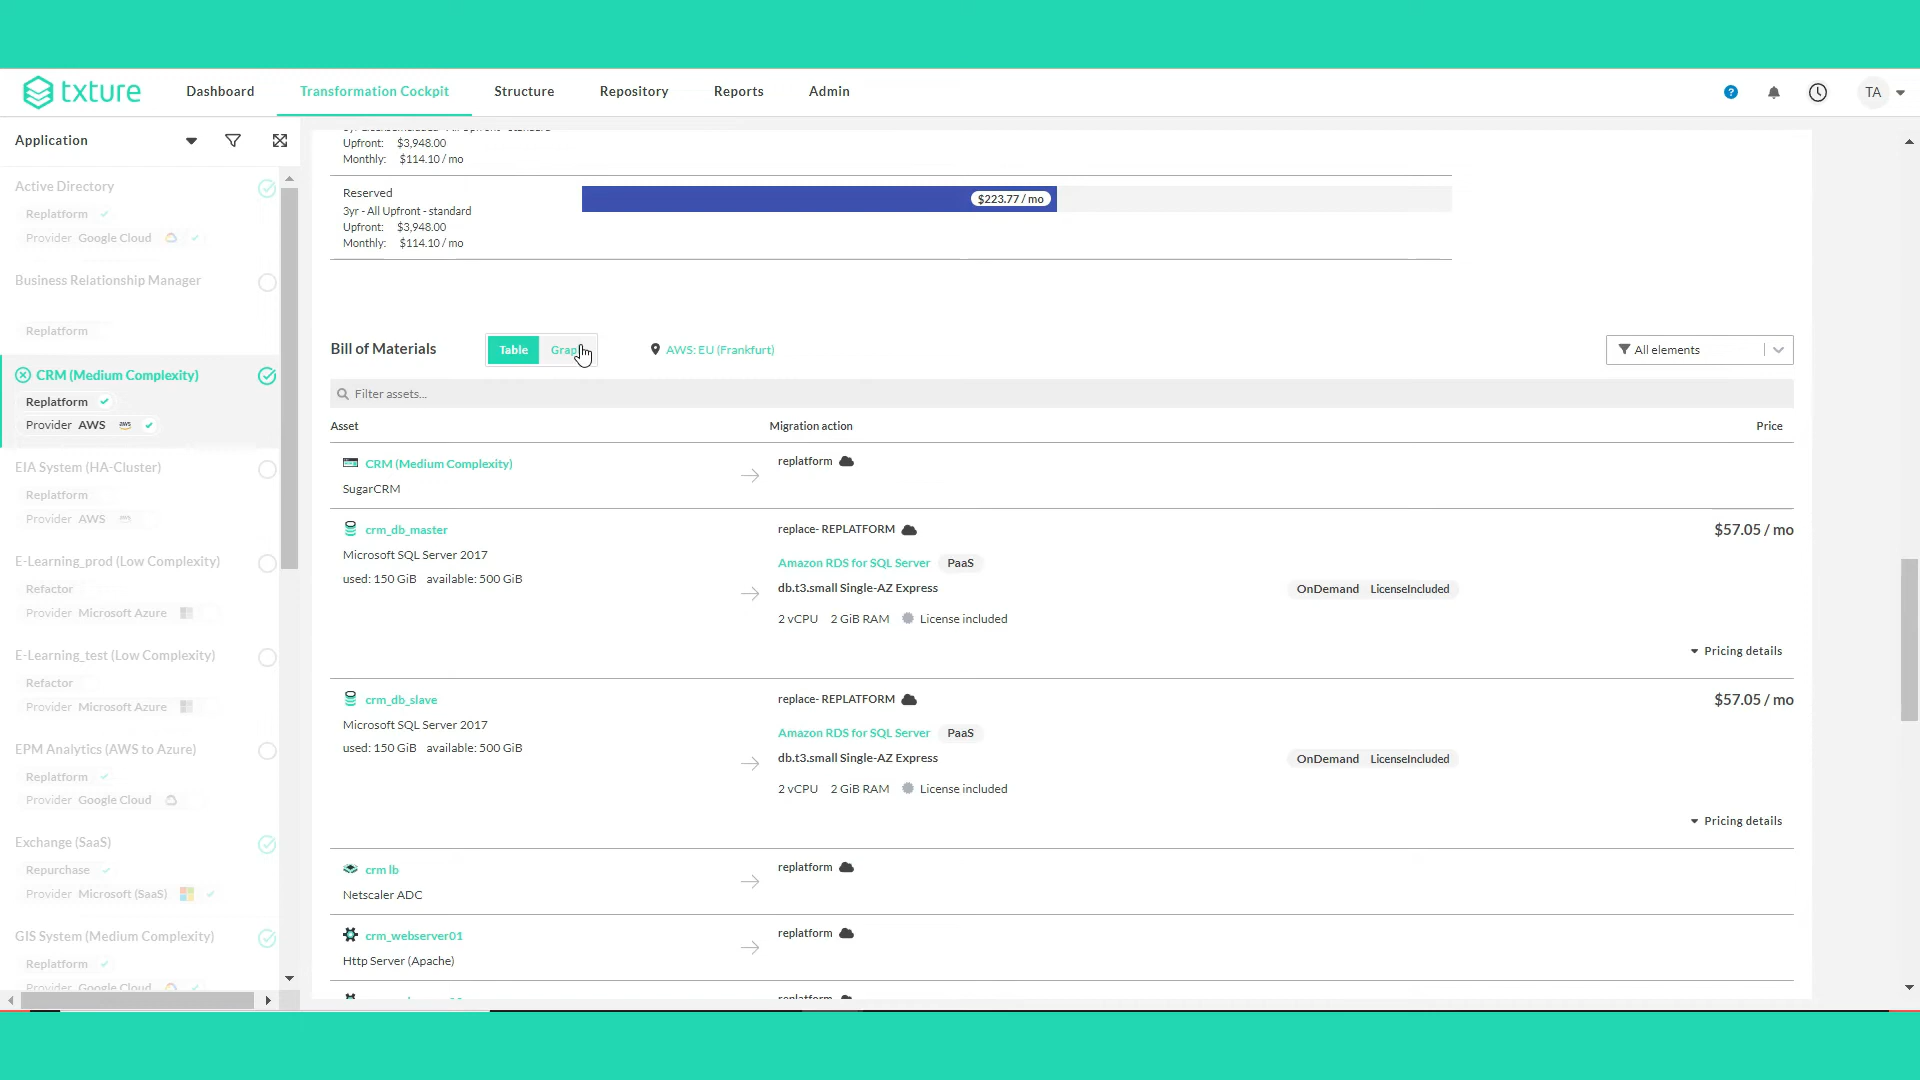 txture
Dashboard
Transformation Cockpit
Structure
Repository
Reports
Admin
?
TA
Application
Active Directory
Replatform
Provider Google Cloud
Business Relationship Manager
Replatform
CRM (Medium Complexity)
Replatform
Provider AWS aws
EIA System (HA-Cluster)
Replatform
Provider AWS aws
E-Learning_prod (Low Complexity)
Refactor
Provider Microsoft Azure
E-Learning_test (Low Complexity)
Refactor
Provider Microsoft Azure
EPM Analytics (AWS to Azure)
Replatform
Provider Google Cloud
Exchange (SaaS)
Repurchase
Provider Microsoft (SaaS)
GIS System (Medium Complexity)
Replatform
Provider Google Cloud
Upfront: $3,948.00
Monthly: $114.10 / mo
Reserved
3yr - All Upfront - standard
Upfront: $3,948.00
Monthly: $114.10 / mo
$223.77 / mo
Bill of Materials
Table
AWS: EU (Frankfurt)
All elements
Filter assets...
Asset Migration action Price
CRM (Medium Complexity)
SugarCRM
replatform
crm_db_master
Microsoft SQL Server 2017
used: 150 GiB available: 500 GiB
replace- REPLATFORM
Amazon RDS for SQL Server PaaS
db.t3.small Single-AZ Express
2 vCPU 2 GiB RAM License included
OnDemand LicenseIncluded
$57.05 / mo
Pricing details
crm_db_slave
Microsoft SQL Server 2017
used: 150 GiB available: 500 GiB
replace- REPLATFORM
Amazon RDS for SQL Server PaaS
db.t3.small Single-AZ Express
2 vCPU 2 GiB RAM License included
OnDemand LicenseIncluded
$57.05 / mo
Pricing details
crm lb
Netscaler ADC
replatform
crm_webserver01
Http Server (Apache)
replatform
replatform